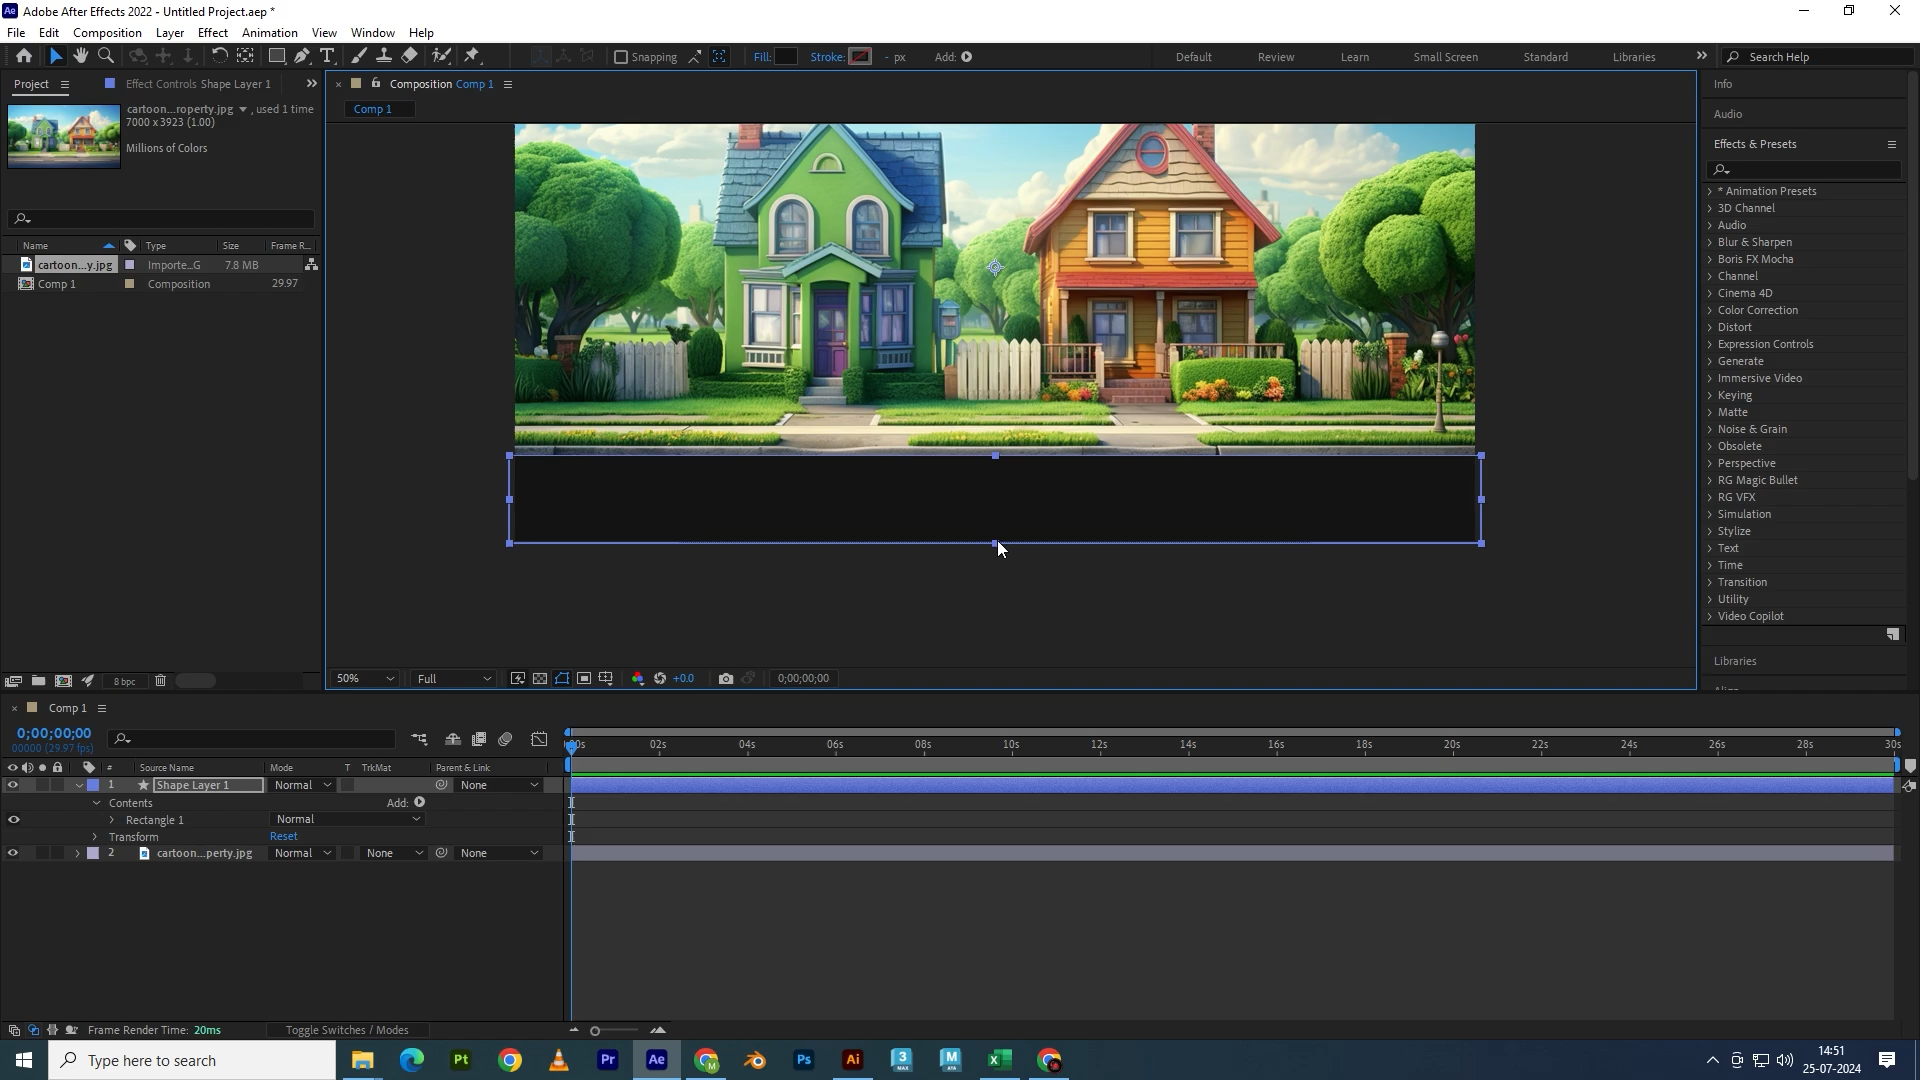 Adobe After Effects 2022 - Untitled Project.aep *
File Edit Composition Layer Effect Animation View Window Help
Snapping Fill: Stroke: - px Add: Default Review Learn Small Screen Standard Libraries Search Help
Project Effect Controls Shape Layer 1
cartoon...roperty.jpg , used 1 time
7000 x 3923 (1.00)
Millions of Colors
Name Type Size Frame R...
cartoon...y.jpg Importe...G 7.8 MB
Comp 1 Composition 29.97
8 bpc
Composition Comp 1
Comp 1
50% Full +0.0 0;00;00;00
Info
Audio
Effects & Presets
* Animation Presets
3D Channel
Audio
Blur & Sharpen
Boris FX Mocha
Channel
Cinema 4D
Color Correction
Distort
Expression Controls
Generate
Immersive Video
Keying
Matte
Noise & Grain
Obsolete
Perspective
RG Magic Bullet
RG VFX
Simulation
Stylize
Text
Time
Transition
Utility
Video Copilot
Libraries
Align
Comp 1
0;00;00;00
00000 (29.97 fps)
:00s 02s 04s 06s 08s 10s 12s 14s 16s 18s 20s 22s 24s 26s 28s 30s
# Source Name Mode T TrkMat Parent & Link
1 Shape Layer 1 Normal None
Contents Add:
Rectangle 1 Normal
Transform Reset
2 cartoon...perty.jpg Normal None None
Frame Render Time: 20ms Toggle Switches / Modes
Type here to search
14:51
25-07-2024